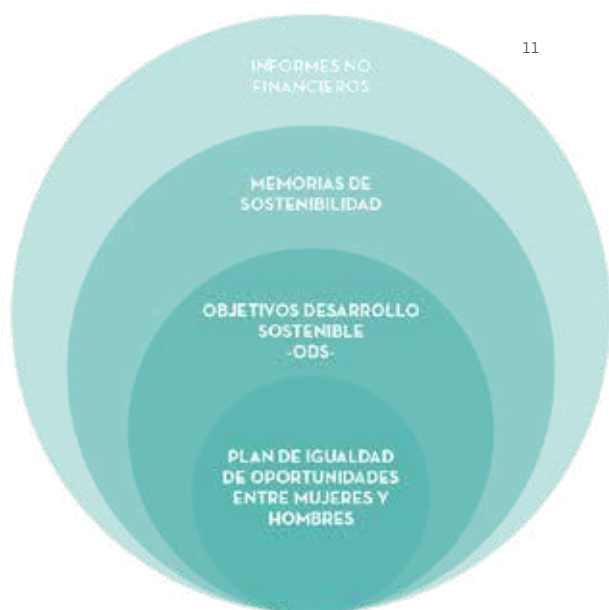 11
INFORMES NO
FINANCIEROS
MEMORIAS DE
SOSTENIBILIDAD
OBJETIVOS DESARROLLO
SOSTENIBLE
-ODS-
PLAN DE IGUALDAD
DE OPORTUNIDADES
ENTRE MUJERES Y
HOMBRES